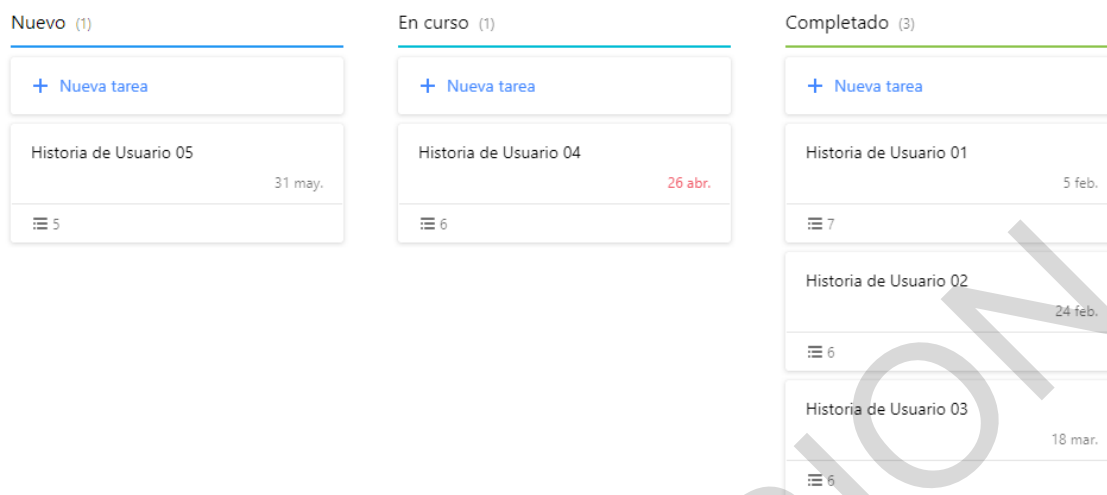 Nuevo (1)
+ Nueva tarea
Historia de Usuario 05
31 may.
5
En curso (1)
+ Nueva tarea
Historia de Usuario 04
26 abr.
6
Completado (3)
+ Nueva tarea
Historia de Usuario 01
5 feb.
7
Historia de Usuario 02
24 feb.
6
Historia de Usuario 03
18 mar.
6
ION